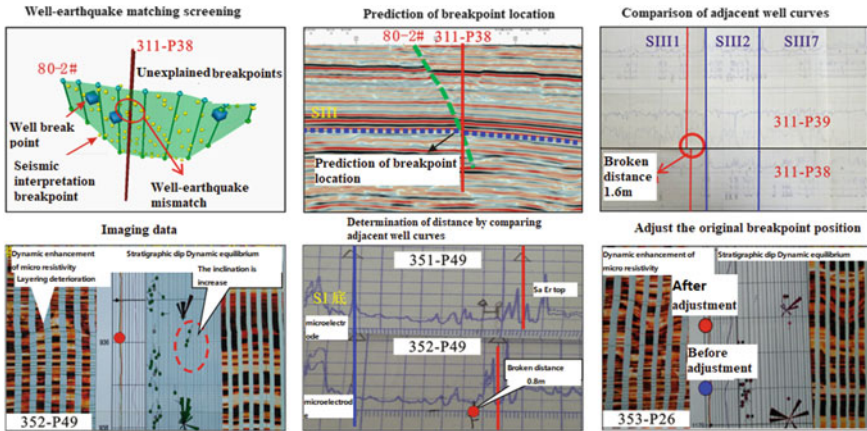 Well-earthquake matching screening
311-P38
80-2#
Unexplained breakpoints
Well break
point
Seismic
interpretation
breakpoint
Well-earthquake
mismatch
Prediction of breakpoint location
80-2#
311-P38
SIII
Prediction of breakpoint
location
Comparison of adjacent well curves
SIII1
SIII2
SIII7
311-P39
Broken
distance
1.6m
311-P38
Imaging data
Dynamic enhancement
of micro resistivity
Layering deterioration
Stratigraphic dip Dynamic equilibrium
The inclination is
increase
352-P49
Determination of distance by comparing
adjacent well curves
351-P49
SI底
Sa Er top
microelectr
ode
352-P49
Broken distance
0.8m
microelectrod
e
Adjust the original breakpoint position
Dynamic enhancement of
micro resistivity
Stratigraphic dip Dynamic equilibrium
After
adjustment
Before
adjustment
353-P26